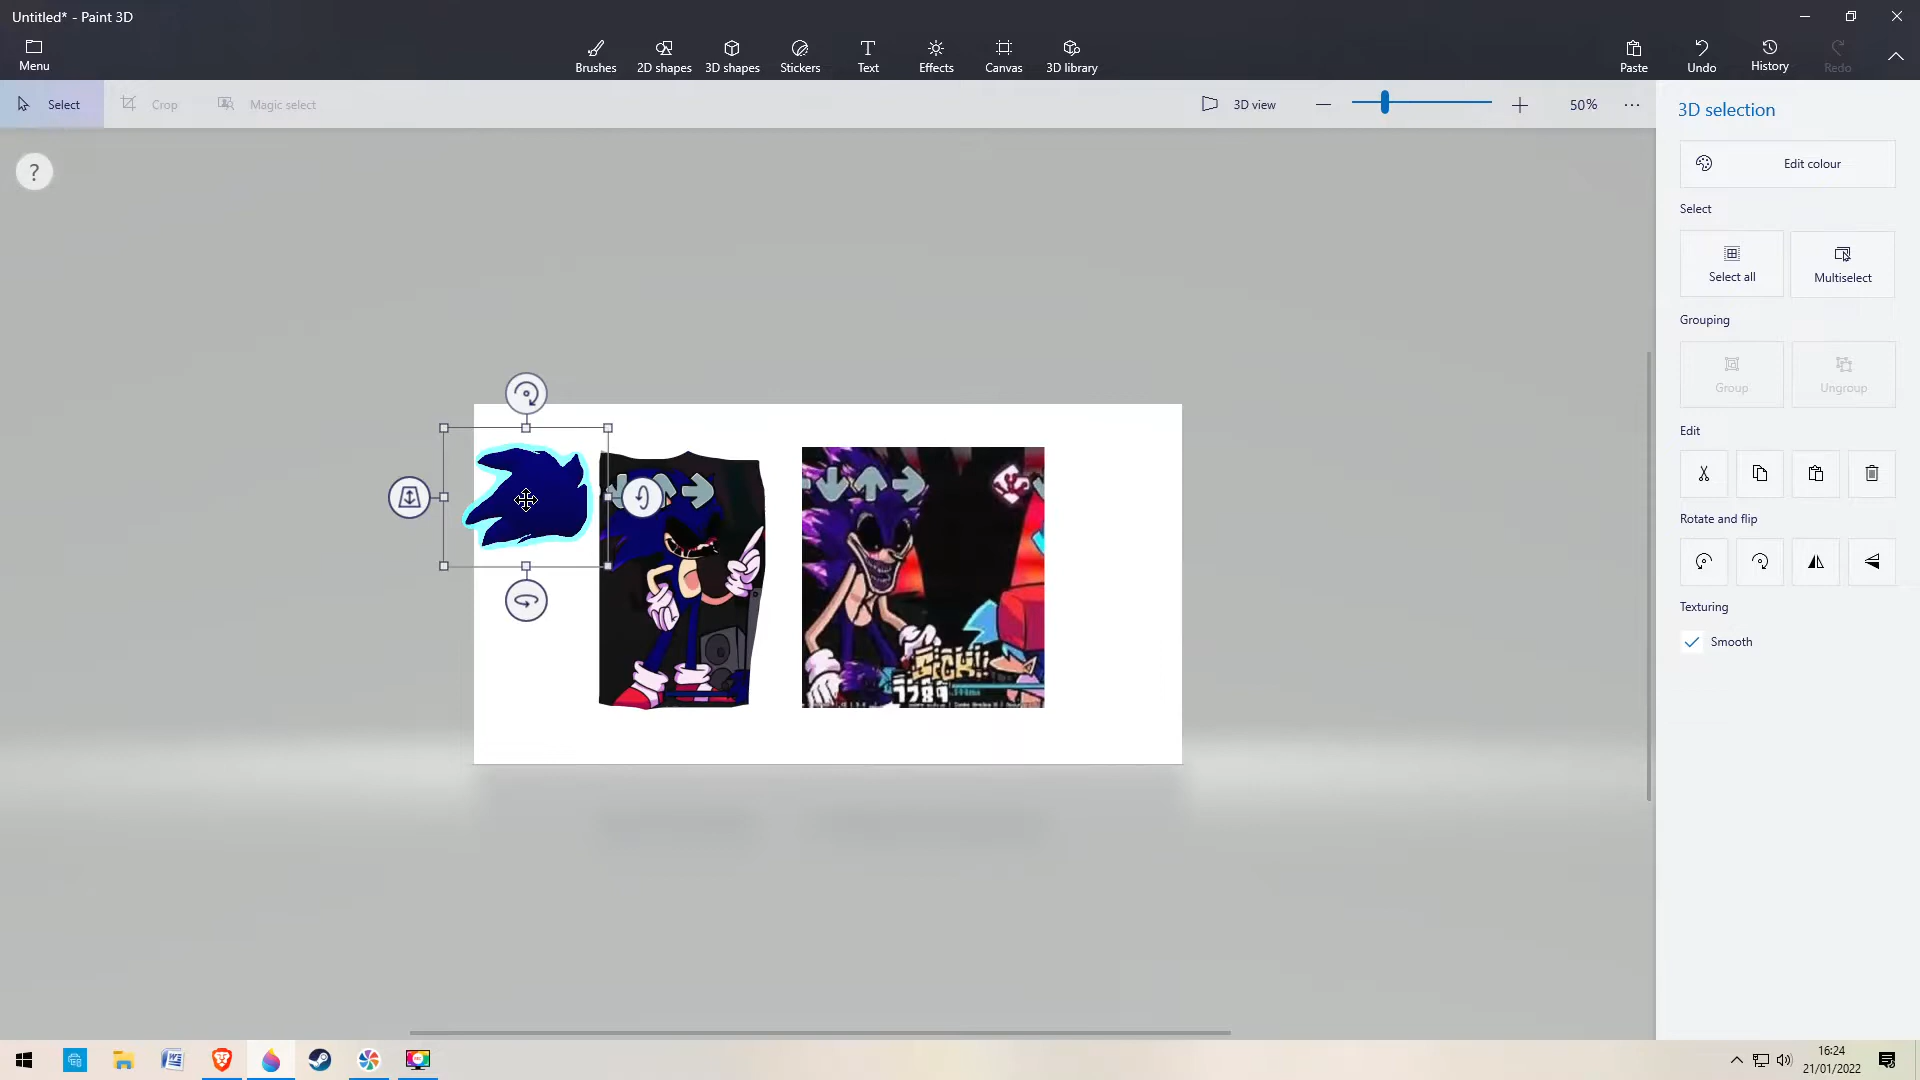 Untitled* - Paint 3D
Menu
Brushes
2D shapes
3D shapes
Stickers
Text
Effects
Canvas
3D library
Paste
Undo
History
Redo
Select
Crop
Magic select
3D view
50%
3D selection
?
Edit colour
Select
Select all
Multiselect
Grouping
Group
Ungroup
Edit
Rotate and flip
Texturing
Smooth
SiCK!!
16:24
21/01/2022